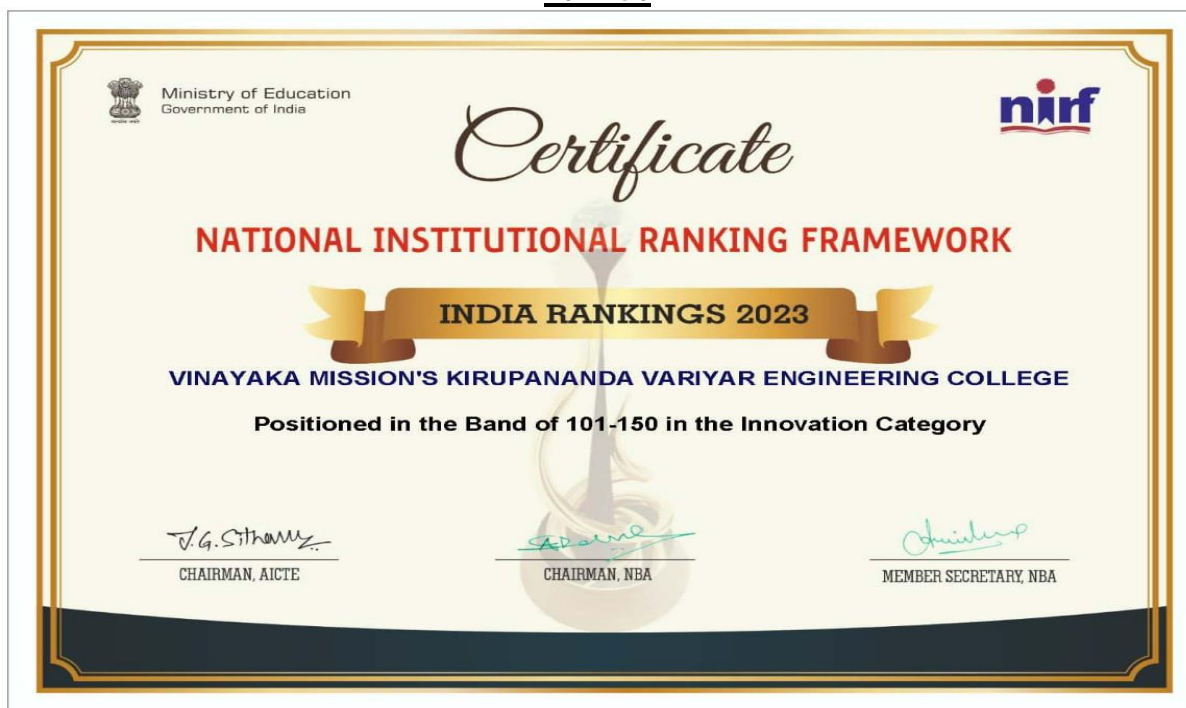 Ministry of Education
Government of India
nirf
Certificate
NATIONAL INSTITUTIONAL RANKING FRAMEWORK
INDIA RANKINGS 2023
VINAYAKA MISSION'S KIRUPANANDA VARIYAR ENGINEERING COLLEGE
Positioned in the Band of 101-150 in the Innovation Category
CHAIRMAN, AICTE
CHAIRMAN, NBA
MEMBER SECRETARY, NBA